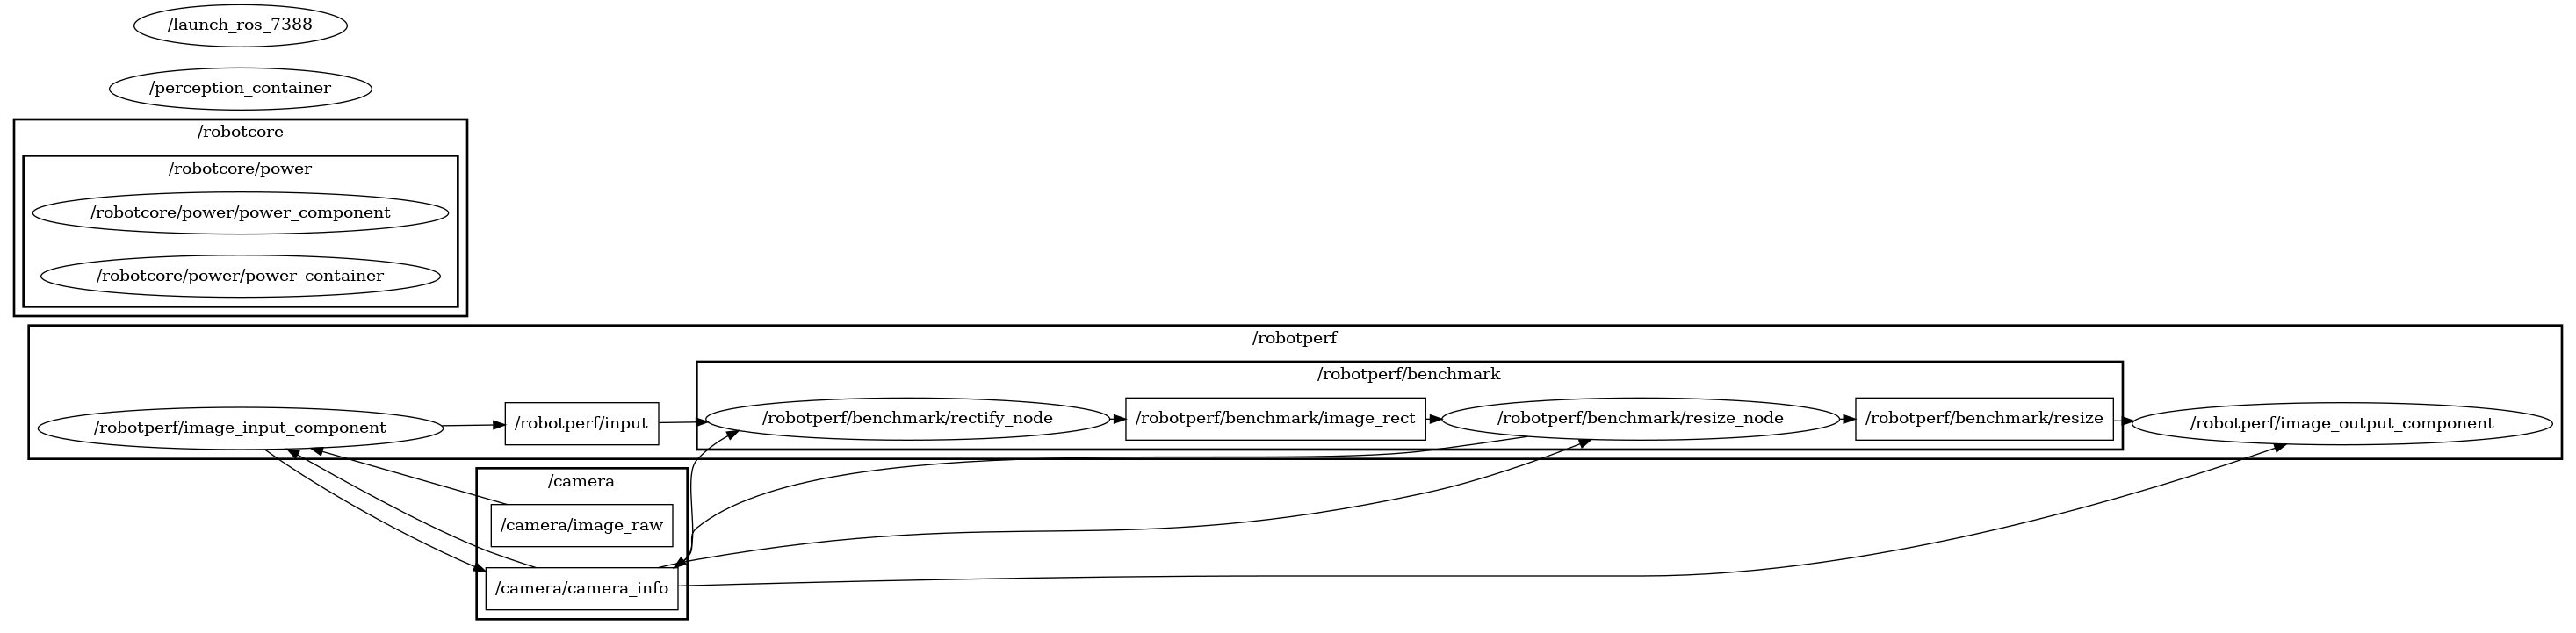 /launch_ros_7388
/perception_container
/robotcore
/robotcore/power
/robotcore/power/power_component
/robotcore/power/power_container
/robotperf
/robotperf/benchmark
/robotperf/image_input_component
/robotperf/input
/robotperf/benchmark/rectify_node
/robotperf/benchmark/image_rect
/robotperf/benchmark/resize_node
/robotperf/benchmark/resize
/robotperf/image_output_component
/camera
/camera/image_raw
/camera/camera_info